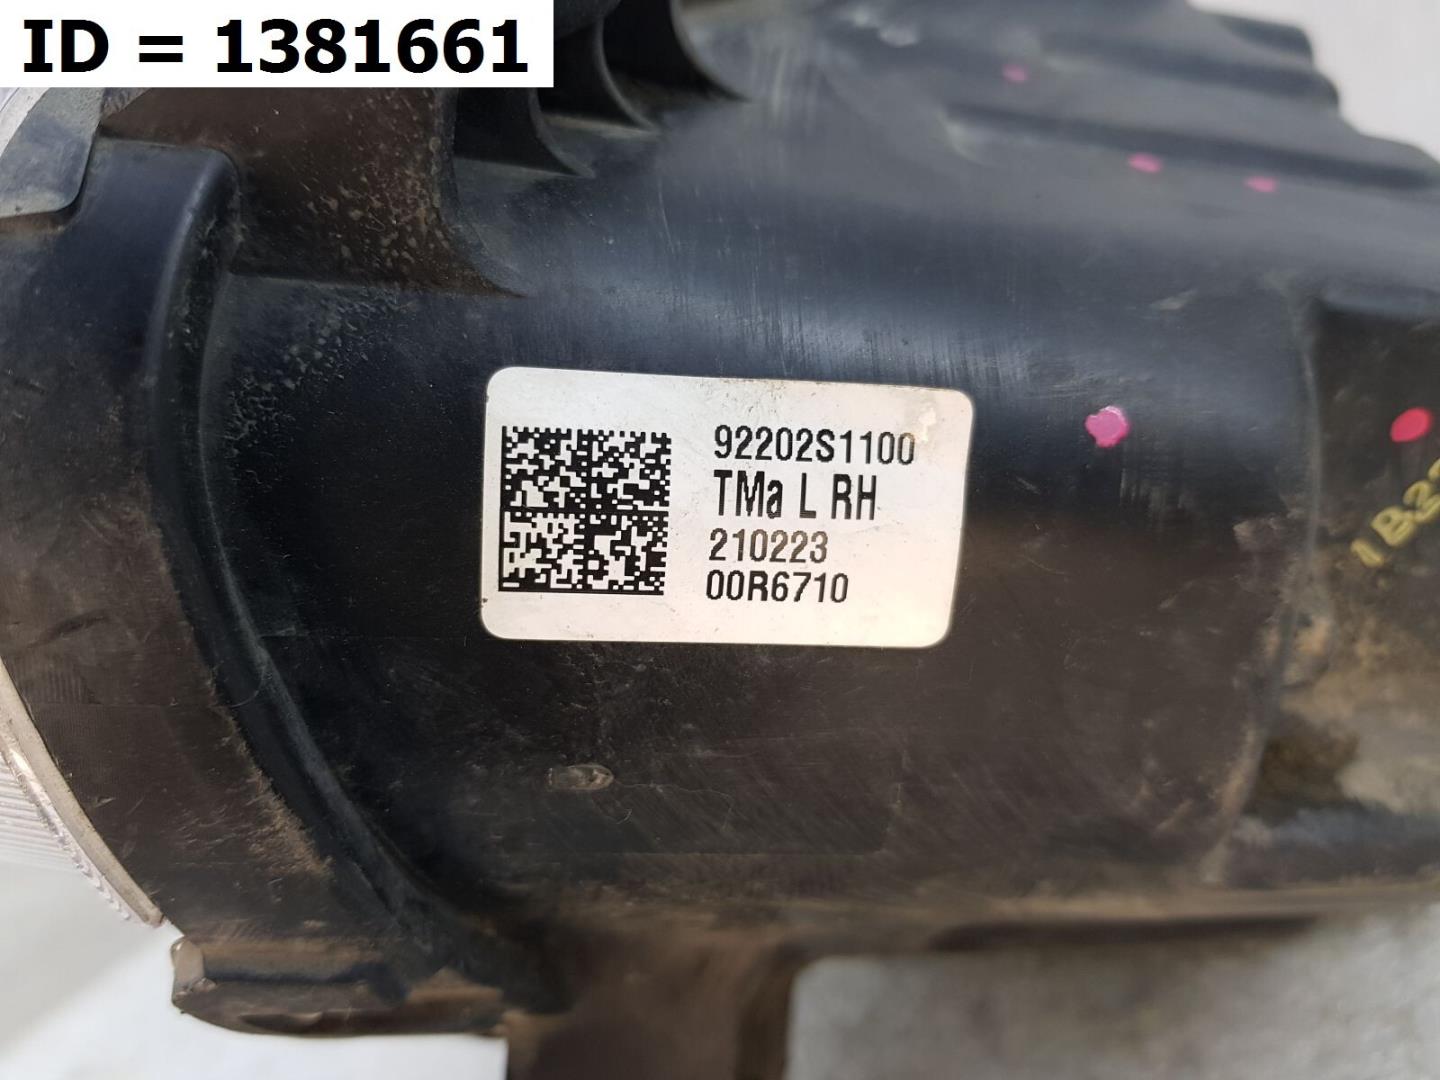 ID = 1381661
92202S1100
TMa L RH
210223
00R6710